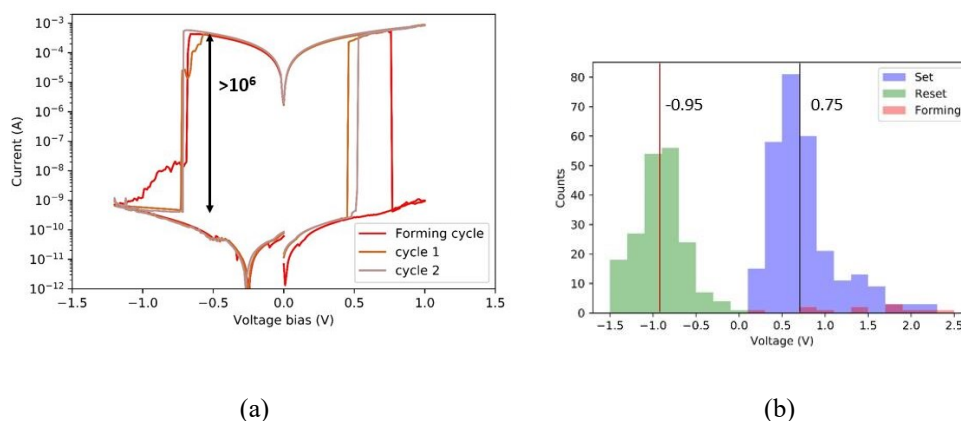 10⁻³
10⁻⁴
10⁻⁵
10⁻⁶
10⁻⁷
10⁻⁸
10⁻⁹
10⁻¹⁰
10⁻¹¹
10⁻¹²
Current (A)
>10⁶
Forming cycle
cycle 1
cycle 2
−1.5 −1.0 −0.5 0.0 0.5 1.0 1.5
Voltage bias (V)
(a)
80
70
60
50
40
30
20
10
0
Counts
-0.95
0.75
Set
Reset
Forming
−1.5 −1.0 −0.5 0.0 0.5 1.0 1.5 2.0 2.5
Voltage (V)
(b)